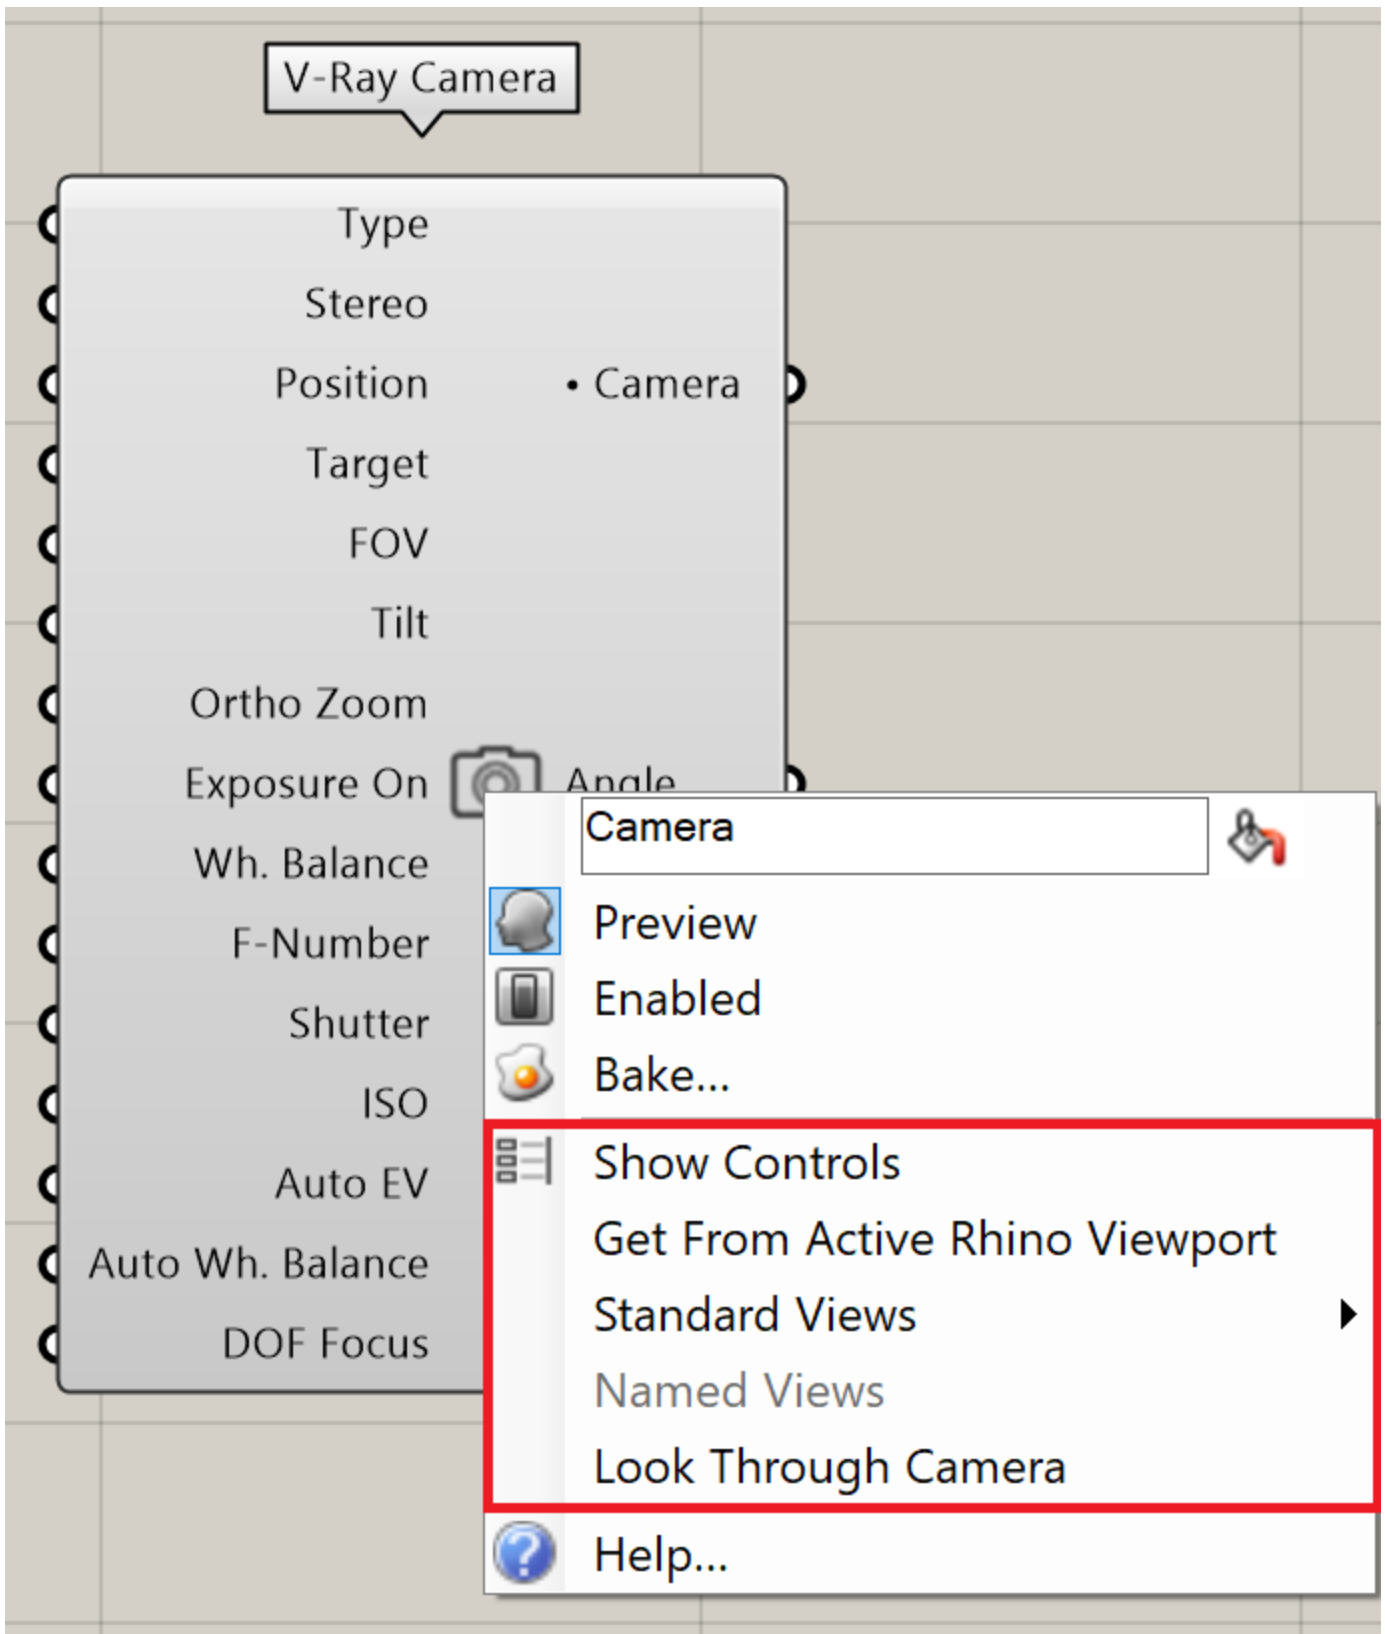 V-Ray Camera
Type
Stereo
Position
• Camera
Target
FOV
Tilt
Ortho Zoom
Exposure On
Angle
Wh. Balance
F-Number
Shutter
ISO
Auto EV
Auto Wh. Balance
DOF Focus
Camera
Preview
Enabled
Bake...
Show Controls
Get From Active Rhino Viewport
Standard Views
Named Views
Look Through Camera
Help...